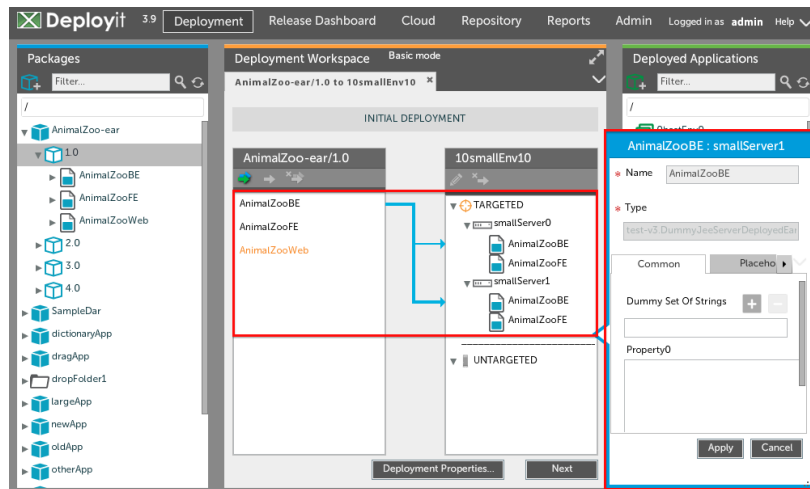 Deployit 3.9 Deployment Release Dashboard Cloud Repository Reports Admin Logged in as admin Help
Packages
Filter...
/
AnimalZoo-ear
1.0
AnimalZooBE
AnimalZooFE
AnimalZooWeb
2.0
3.0
4.0
SampleDar
dictionaryApp
dragApp
dropFolder1
largeApp
newApp
oldApp
otherApp
Deployment Workspace Basic mode
AnimalZoo-ear/1.0 to 10smallEnv10
INITIAL DEPLOYMENT
AnimalZoo-ear/1.0
AnimalZooBE
AnimalZooFE
AnimalZooWeb
10smallEnv10
TARGETED
smallServer0
AnimalZooBE
AnimalZooFE
smallServer1
AnimalZooBE
AnimalZooFE
UNTARGETED
Deployment Properties... Next
Deployed Applications
Filter...
/
AnimalZooBE : smallServer1
* Name AnimalZooBE
* Type
test-v3.DummyJeeServerDeployedEar
Common Placeho
Dummy Set Of Strings
Property0
Apply Cancel